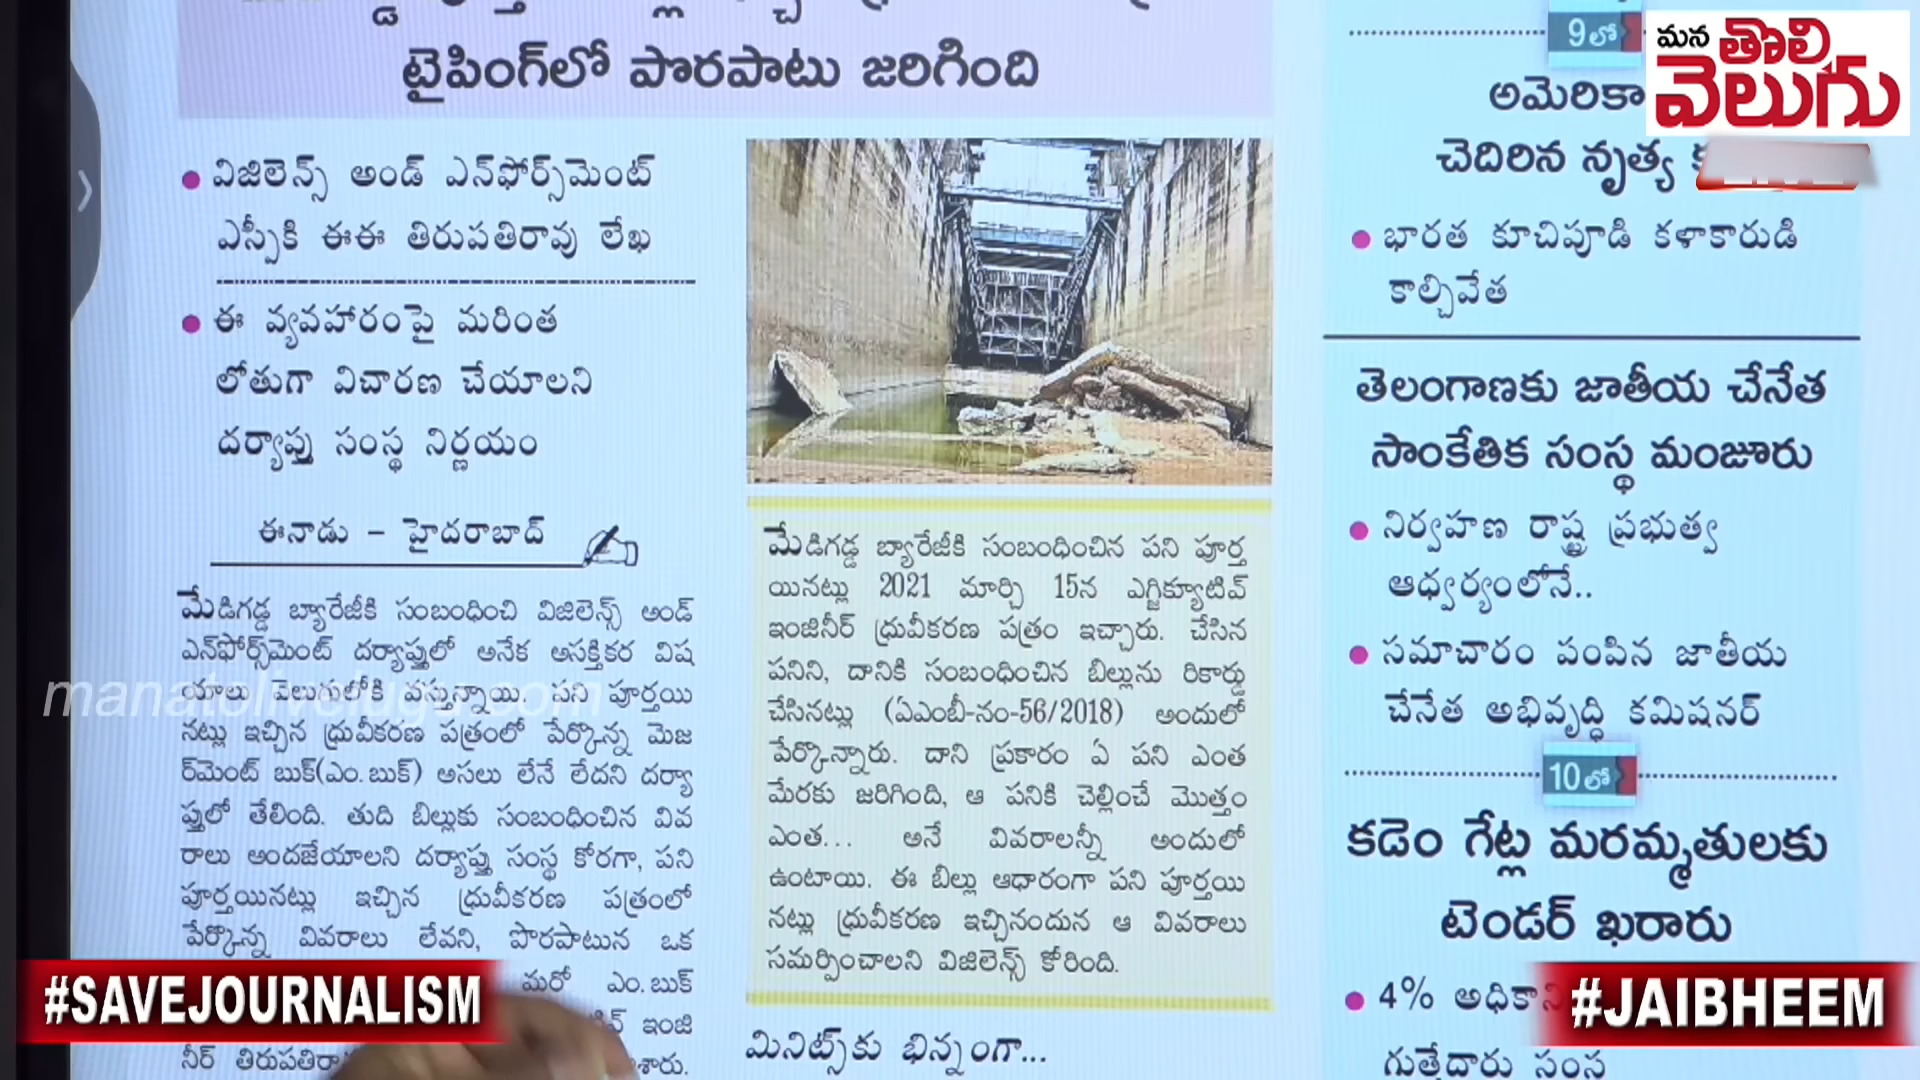 టైపింగ్‌లో పొరపాటు జరిగింది
• విజిలెన్స్ అండ్ ఎన్‌ఫోర్స్‌మెంట్
ఎస్పీకి ఈఈ తిరుపతిరావు లేఖ
• ఈ వ్యవహారంపై మరింత
లోతుగా విచారణ చేయాలని
దర్యాప్తు సంస్థ నిర్ణయం
ఈనాడు - హైదరాబాద్
మేడిగడ్డ బ్యారేజీకి సంబంధించి విజిలెన్స్ అండ్
ఎన్‌ఫోర్స్‌మెంట్ దర్యాప్తులో అనేక ఆసక్తికర విష
యాలు వెలుగులోకి వస్తున్నాయి. పని పూర్తయి
నట్లు ఇచ్చిన ధ్రువీకరణ పత్రంలో పేర్కొన్న మెజ
ర్‌మెంట్ బుక్(ఎం.బుక్) అసలు లేనే లేదని దర్యా
ప్తులో తేలింది. తుది బిల్లుకు సంబంధించిన వివ
రాలు అందజేయాలని దర్యాప్తు సంస్థ కోరగా, పని
పూర్తయినట్లు ఇచ్చిన ధ్రువీకరణ పత్రంలో
పేర్కొన్న వివరాలు లేవని, పొరపాటున ఒక
మరో ఎం.బుక్
ఇంజి
నీర్
మేడిగడ్డ బ్యారేజీకి సంబంధించిన పని పూర్త
యినట్లు 2021 మార్చి 15న ఎగ్జిక్యూటివ్
ఇంజినీర్ ధ్రువీకరణ పత్రం ఇచ్చారు. చేసిన
పనిని, దానికి సంబంధించిన బిల్లును రికార్డు
చేసినట్లు (ఏఎంబీ-నం-56/2018) అందులో
పేర్కొన్నారు. దాని ప్రకారం ఏ పని ఎంత
మేరకు జరిగింది, ఆ పనికి చెల్లించే మొత్తం
ఎంత... అనే వివరాలన్నీ అందులో
ఉంటాయి. ఈ బిల్లు ఆధారంగా పని పూర్తయి
నట్లు ధ్రువీకరణ ఇచ్చినందున ఆ వివరాలు
సమర్పించాలని విజిలెన్స్ కోరింది.
మినిట్స్‌కు భిన్నంగా...
9లో
అమెరికా
చెదిరిన నృత్య
• భారత కూచిపూడి కళాకారుడి
కాల్చివేత
తెలంగాణకు జాతీయ చేనేత
సాంకేతిక సంస్థ మంజూరు
• నిర్వహణ రాష్ట్ర ప్రభుత్వ
ఆధ్వర్యంలోనే..
• సమాచారం పంపిన జాతీయ
చేనేత అభివృద్ధి కమిషనర్
10లో
కడెం గేట్ల మరమ్మతులకు
టెండర్ ఖరారు
• 4%
గుత్తేదారు సంస్థ
మన
తొలి
వెలుగు
manatolivelugu.com
#SAVEJOURNALISM
#JAIBHEEM